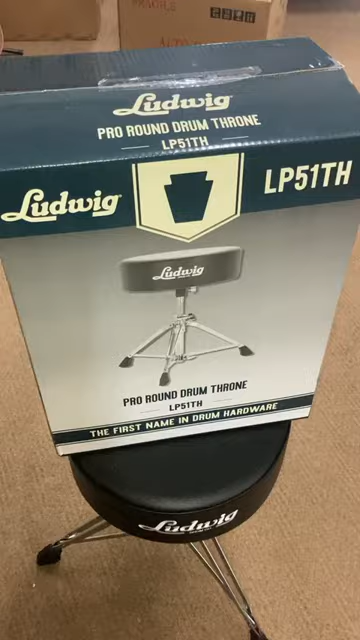 Ludwig
PRO ROUND DRUM THRONE
LP51TH
Ludwig
LP51TH
Ludwig
PRO ROUND DRUM THRONE
LP51TH
THE FIRST NAME IN DRUM HARDWARE
Ludwig